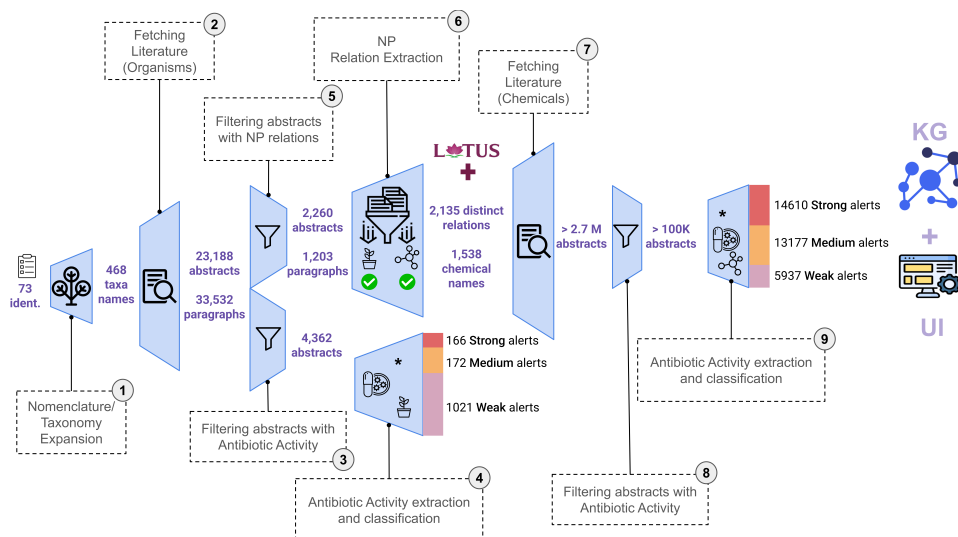 2
Fetching
Literature
(Organisms)
6
NP
Relation Extraction
7
Fetching
Literature
(Chemicals)
5
Filtering abstracts
with NP relations
LOTUS
+
KG
+
UI
73
ident.
468
taxa
names
23,188
abstracts
33,532
paragraphs
2,260
abstracts
1,203
paragraphs
2,135 distinct
relations
1,538
chemical
names
> 2.7 M
abstracts
> 100K
abstracts
*
14610 Strong alerts
13177 Medium alerts
5937 Weak alerts
4,362
abstracts
*
166 Strong alerts
172 Medium alerts
1021 Weak alerts
1
Nomenclature/
Taxonomy
Expansion
Filtering abstracts with
Antibiotic Activity
3
4
Antibiotic Activity extraction
and classification
8
Filtering abstracts with
Antibiotic Activity
9
Antibiotic Activity extraction
and classification